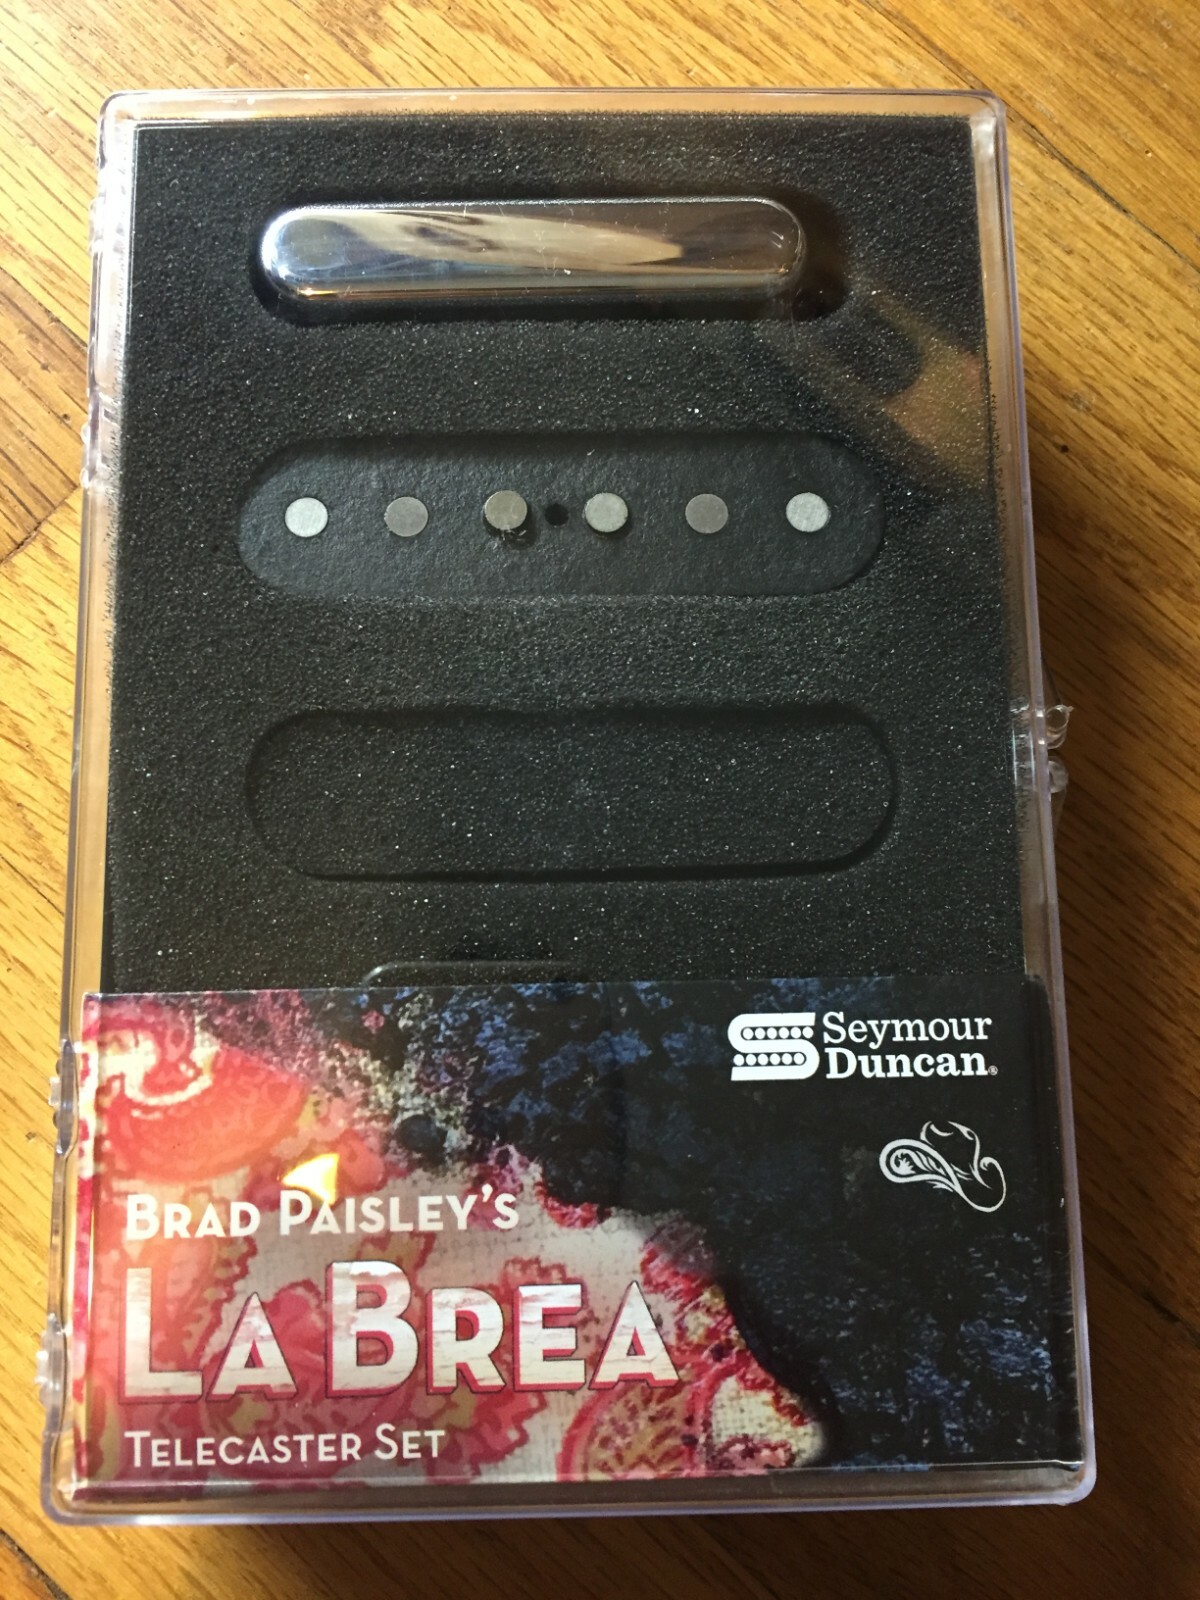 Seymour
Duncan®
Brad Paisley's
La Brea
Telecaster Set